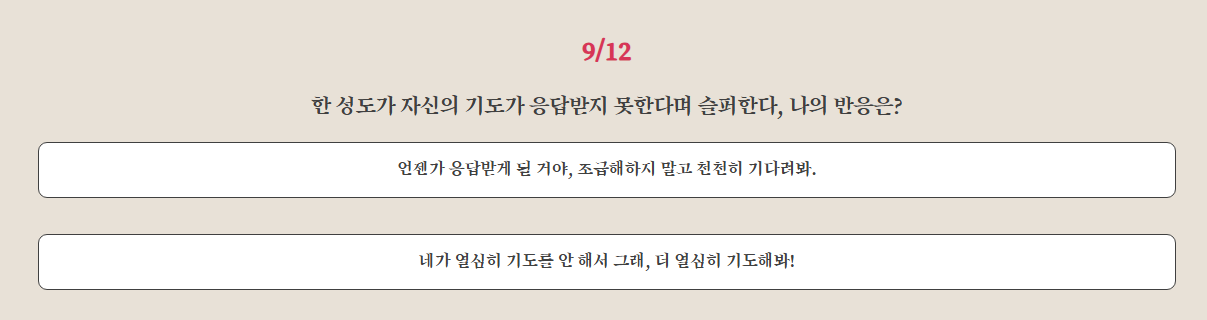 9/12
한 성도가 자신의 기도가 응답받지 못한다며 슬퍼한다, 나의 반응은?
언젠가 응답받게 될 거야, 조급해하지 말고 천천히 기다려봐.
네가 열심히 기도를 안 해서 그래, 더 열심히 기도해봐!